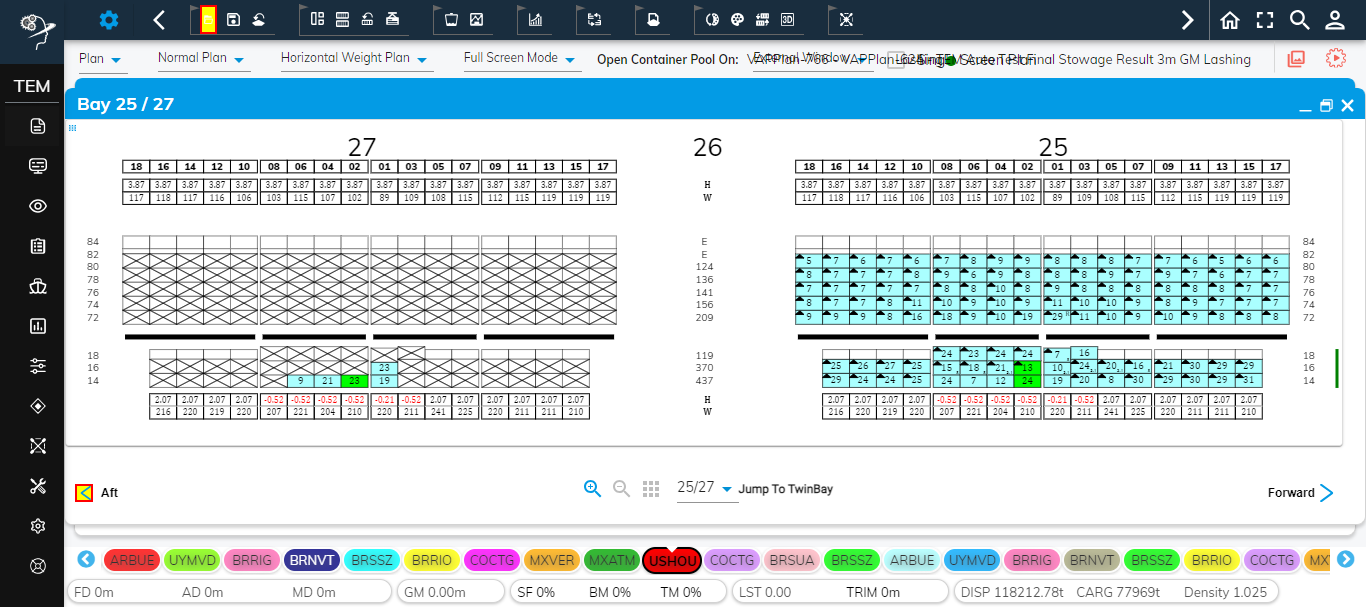 TEM
Plan
Normal Plan
Horizontal Weight Plan
Full Screen Mode
Open Container Pool On:
Bay 25 / 27
27 26 25
18 16 14 12 10 08 06 04 02 01 03 05 07 09 11 13 15 17 18 16 14 12 10 08 06 04 02 01 03 05 07 09 11 13 15 17
3.87 3.87 3.87 3.87 3.87 3.87 3.87 3.87 3.87 3.87 3.87 3.87 3.87 3.87 3.87 3.87 3.87 3.87 H 3.87 3.87 3.87 3.87 3.87 3.87 3.87 3.87 3.87 3.87 3.87 3.87 3.87 3.87 3.87 3.87 3.87 3.87
117 118 117 116 106 103 115 107 102 89 109 108 115 112 115 119 119 119 W 117 118 117 116 106 103 115 107 102 89 109 108 115 112 115 119 119 119
84 E 84
82 E 5 7 6 7 6 7 8 9 9 8 8 8 7 7 6 5 6 6 82
80 124 8 7 7 7 8 9 6 9 8 7 8 8 7 9 6 9 7 7 80
78 136 7 7 7 8 8 8 8 10 8 9 8 8 8 8 8 7 7 7 78
76 141 76
74 156 8 7 7 8 11 10 9 10 9 11 10 10 9 8 9 7 7 7 74
72 209 9 9 9 8 16 18 9 10 19 29 11 10 9 10 9 8 7 8 72
18 119 24 23 24 24 7 16 18
16 23 370 25 26 27 25 15 18 21 13 10 24 20 16 21 30 29 29 16
14 9 21 23 19 437 29 24 24 25 24 7 12 24 19 20 8 30 29 30 29 31 14
2.07 2.07 2.07 2.07 -0.52 -0.52 -0.52 -0.52 -0.21 -0.52 2.07 2.07 2.07 2.07 2.07 2.07 H 2.07 2.07 2.07 2.07 -0.52 -0.52 -0.52 -0.52 -0.21 -0.52 2.07 2.07 2.07 2.07 2.07 2.07
216 220 219 220 207 221 204 210 220 211 241 225 220 211 211 210 W 216 220 219 220 207 221 204 210 220 211 241 225 220 211 211 210
Aft
25/27
Jump To TwinBay
Forward
ARBUE UYMVD BRRIG BRNVT BRSSZ BRRIO COCTG MXVER MXATM USHOU COCTG BRSUA BRSSZ ARBUE UYMVD BRRIG BRNVT BRSSZ BRRIO COCTG
FD 0m AD 0m MD 0m GM 0.00m SF 0% BM 0% TM 0% LST 0.00 TRIM 0m DISP 118212.78t CARG 77969t Density 1.025